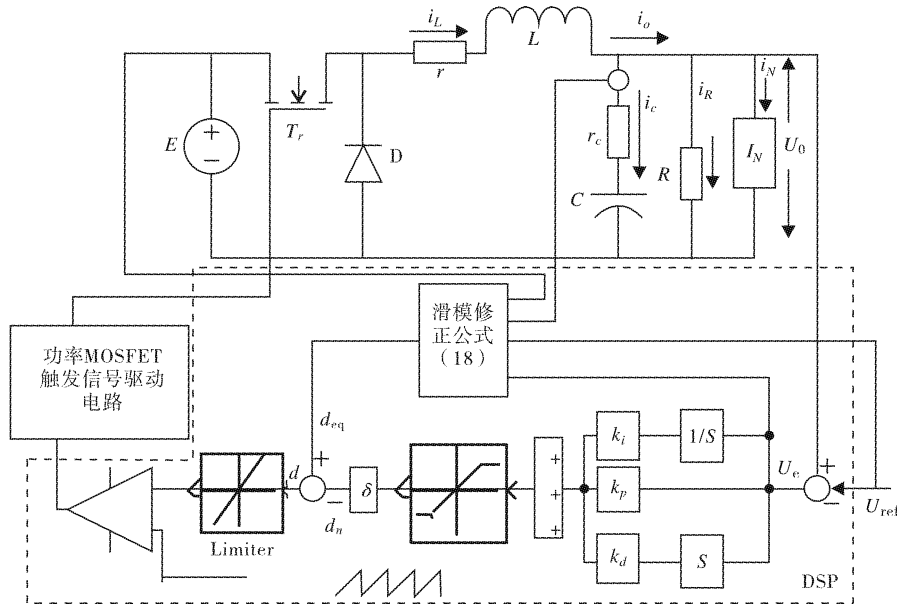 i_L
L
i_o
r
E
+
−
T_r
D
r_c
i_c
C
i_R
R
i_N
I_N
U_0
功率MOSFET
触发信号驱动
电路
滑模修
正公式
(18)
d_eq
+
d
−
d_n
δ
Limiter
+
+
+
k_i
1/S
k_p
k_d
S
U_e
+
−
U_ref
DSP